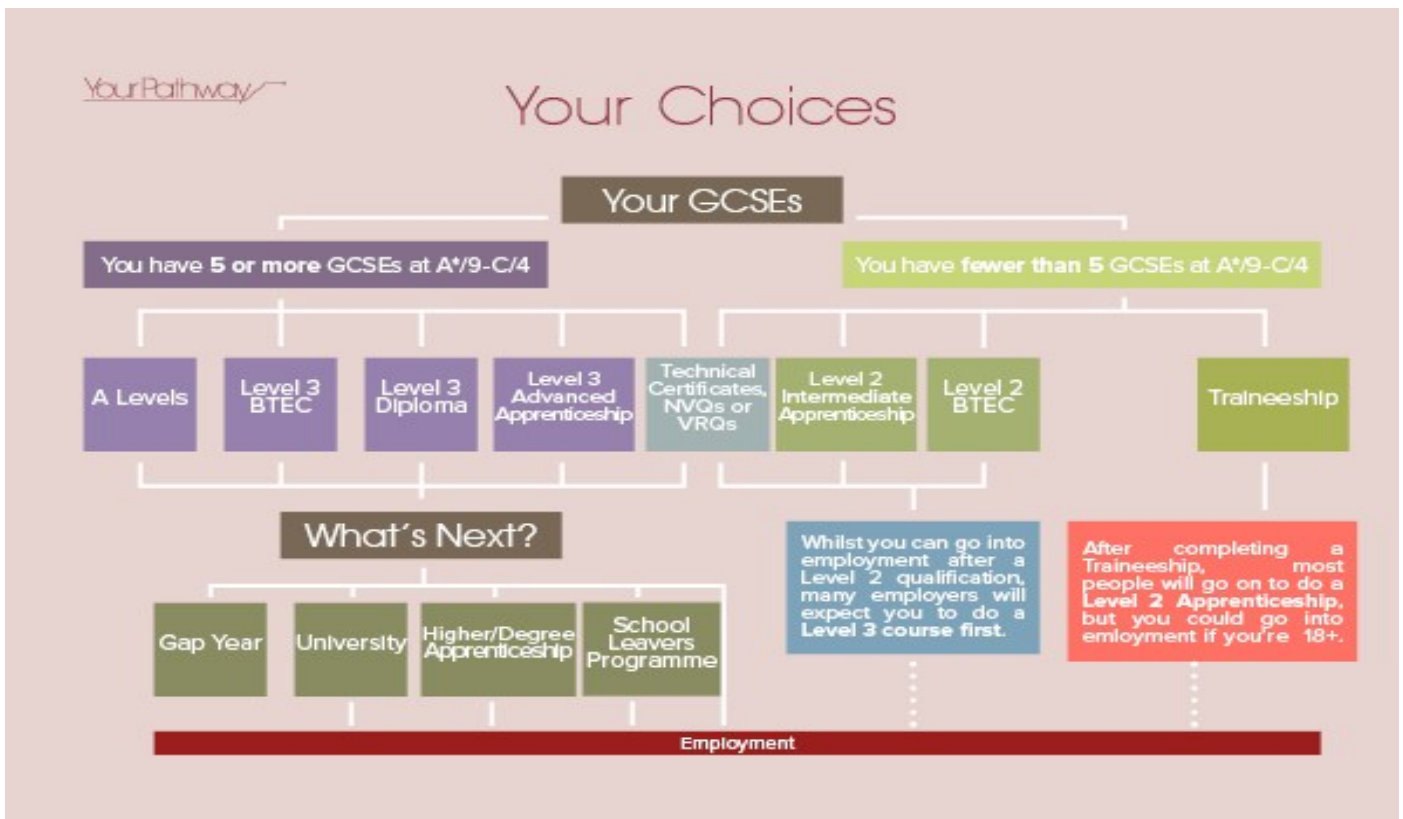 YourPathway
Your Choices
Your GCSEs
You have 5 or more GCSEs at A*/9-C/4
You have fewer than 5 GCSEs at A*/9-C/4
A Levels
Level 3
BTEC
Level 3
Diploma
Level 3
Advanced
Apprenticeship
Technical
Certificates,
NVQs or
VRQs
Level 2
Intermediate
Apprenticeship
Level 2
BTEC
Traineeship
What's Next?
Gap Year
University
Higher/Degree
Apprenticeship
School
Leavers
Programme
Whilst you can go into
employment after a
Level 2 qualification,
many employers will
expect you to do a
Level 3 course first.
After completing a
Traineeship, most
people will go on to do a
Level 2 Apprenticeship,
but you could go into
emloyment if you're 18+.
Employment